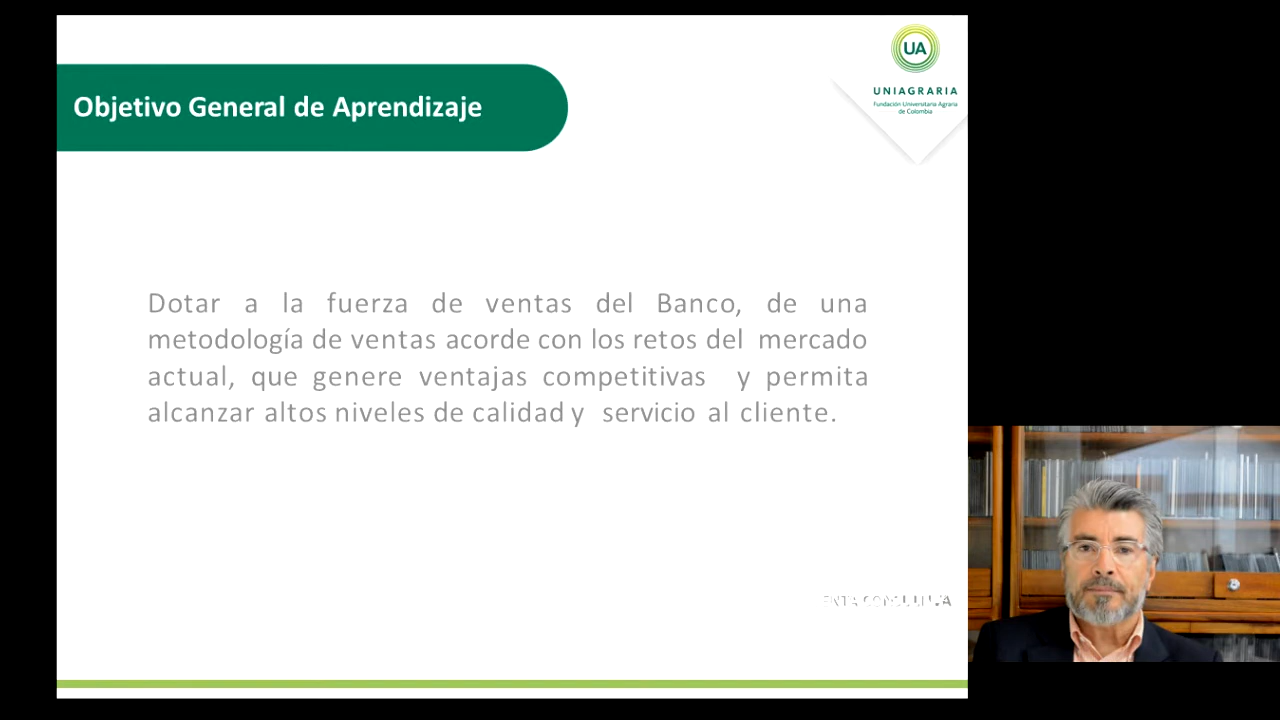 Objetivo General de Aprendizaje
UA
UNIAGRARIA
Fundación Universitaria Agraria
de Colombia
Dotar a la fuerza de ventas del Banco, de una
metodología de ventas acorde con los retos del mercado
actual, que genere ventajas competitivas y permita
alcanzar altos niveles de calidad y servicio al cliente.